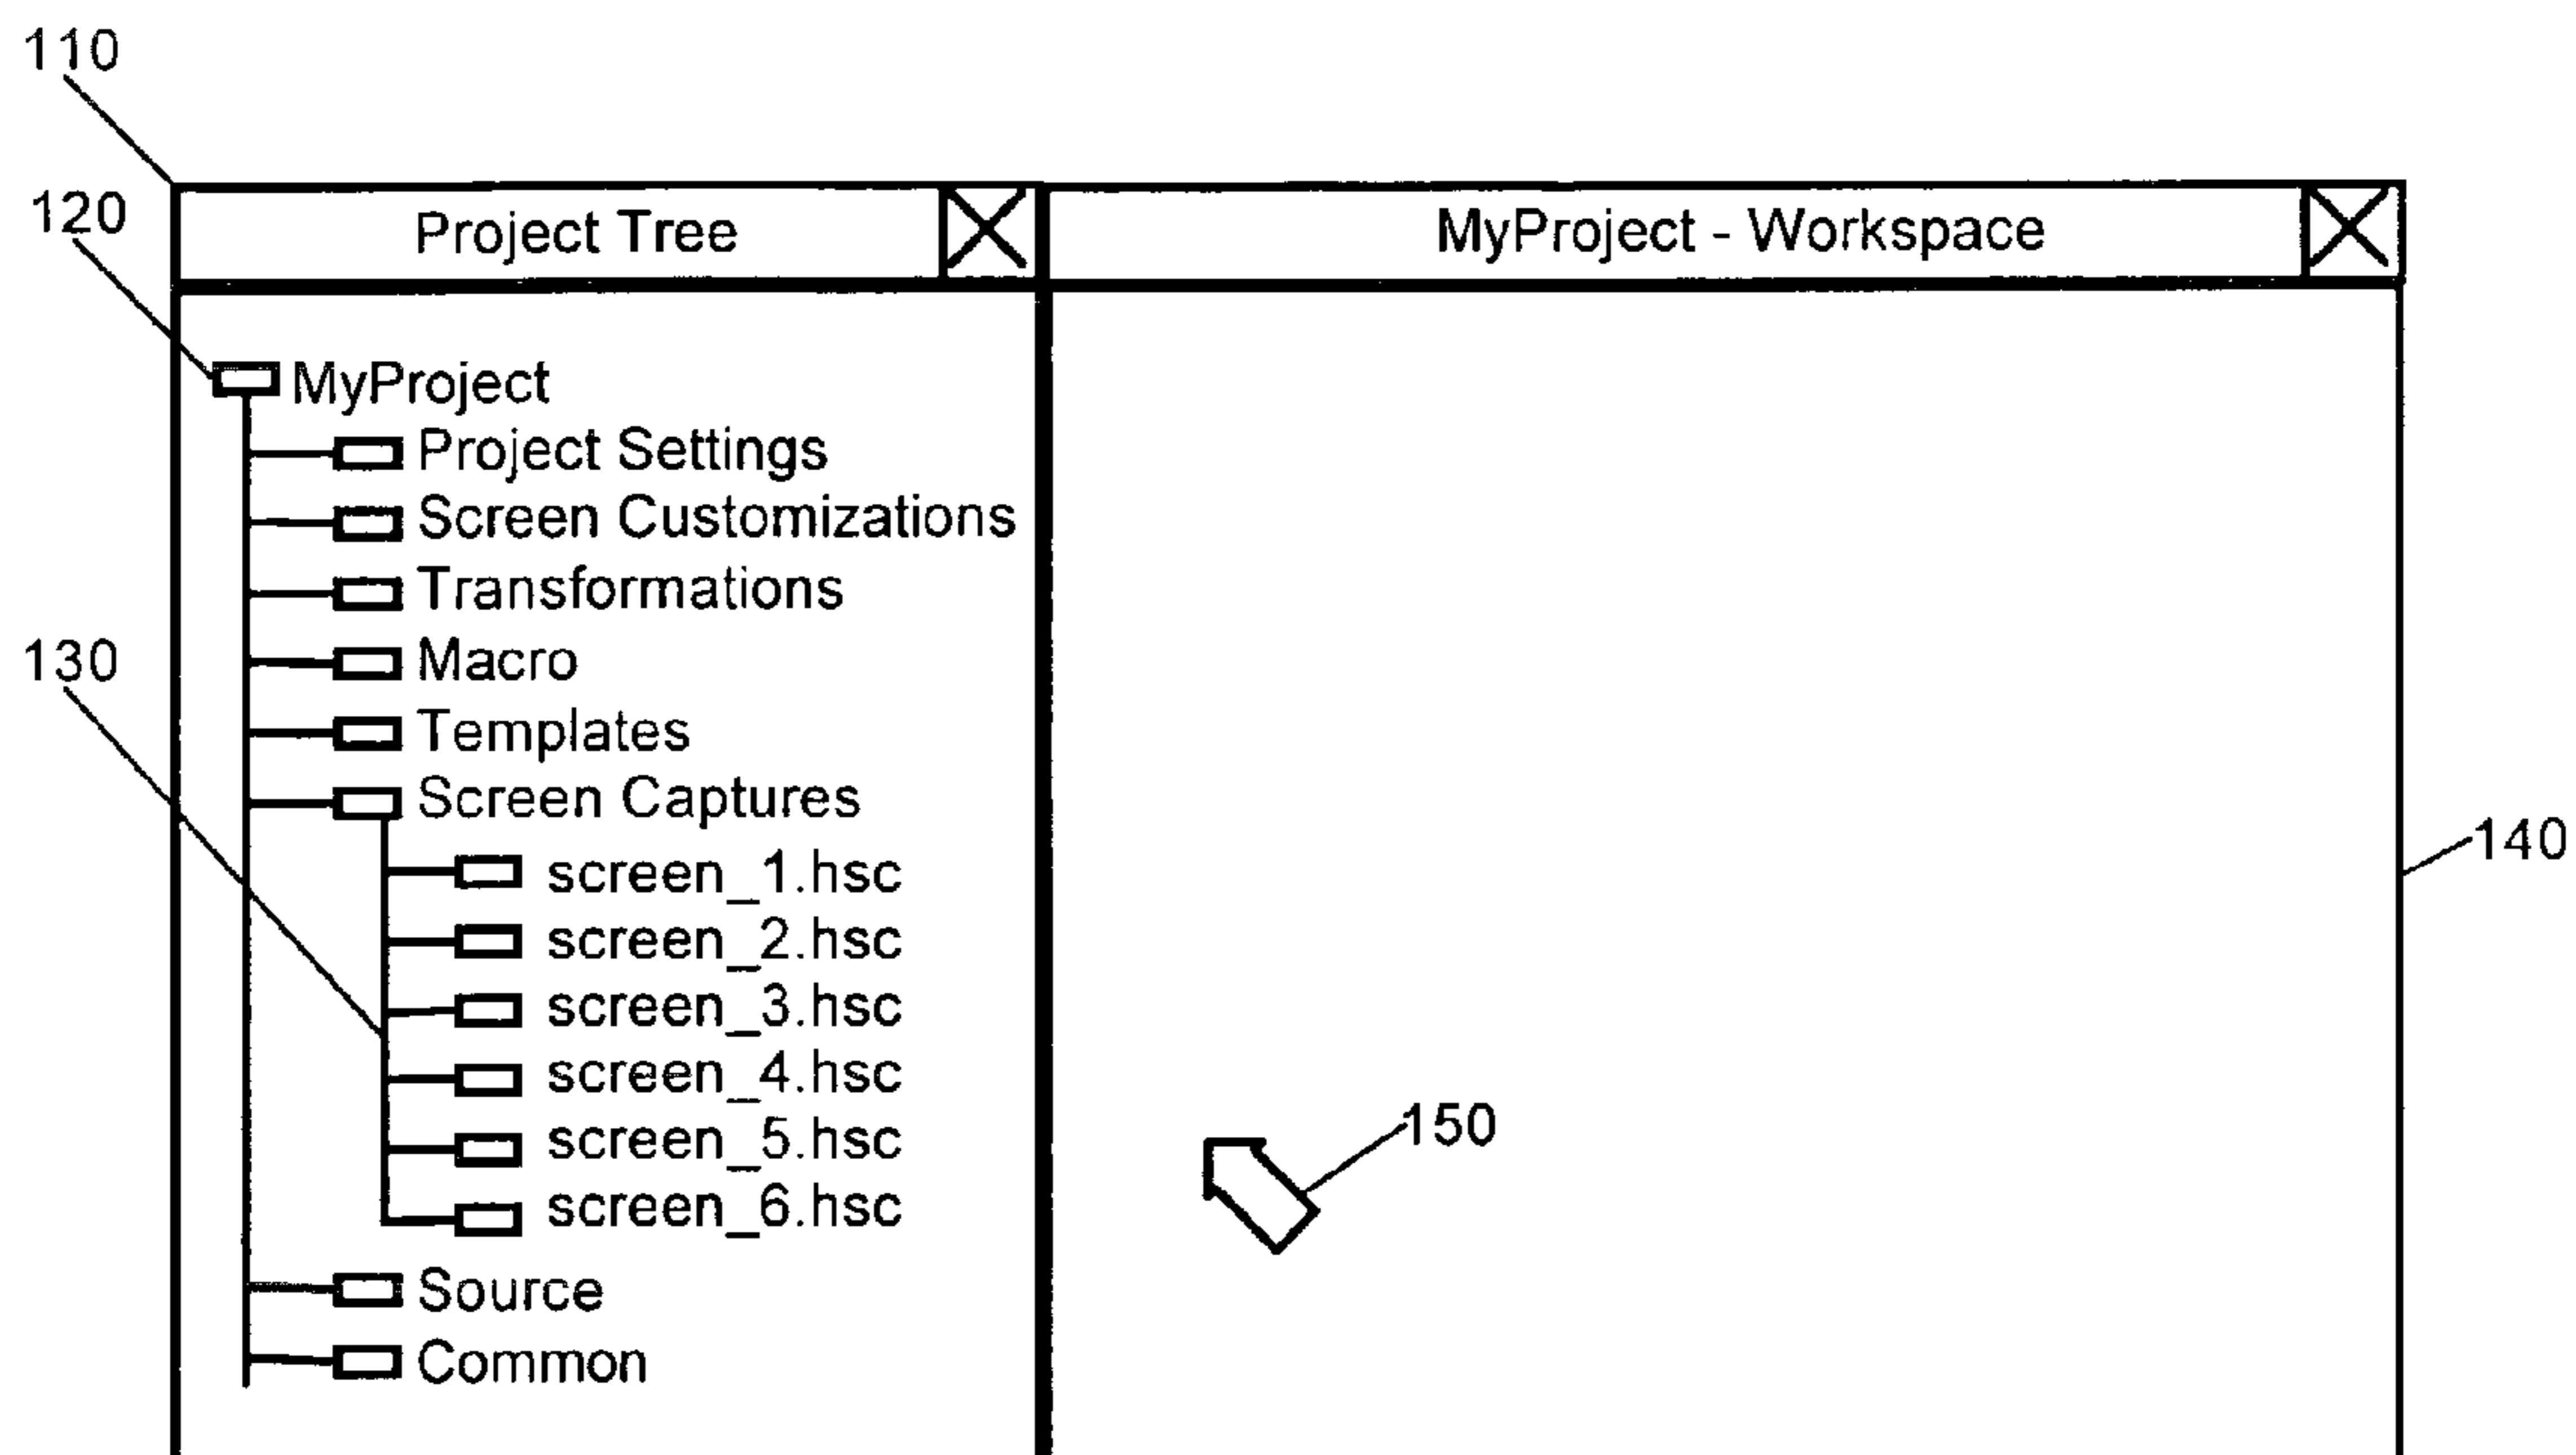 110
120
Project Tree
MyProject - Workspace
MyProject
Project Settings
Screen Customizations
Transformations
130
Macro
Templates
Screen Captures
140
screen_1.hsc
screen_2.hsc
screen_3.hsc
screen_4.hsc
150
screen_5.hsc
screen_6.hsc
Source
Common